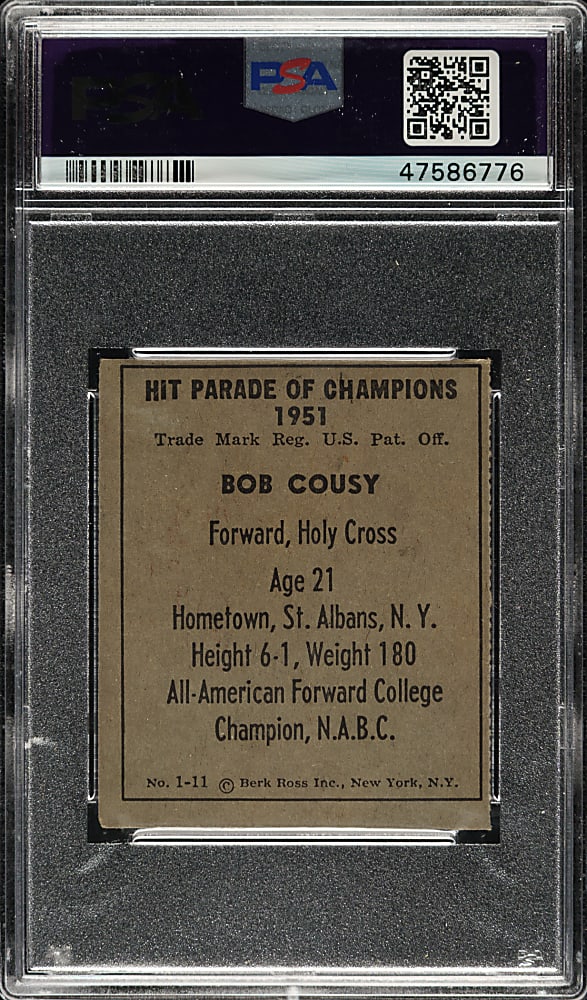 PSA
PSA
47586776
HIT PARADE OF CHAMPIONS
1951
Trade Mark Reg. U.S. Pat. Off.
BOB COUSY
Forward, Holy Cross
Age 21
Hometown, St. Albans, N. Y.
Height 6-1, Weight 180
All-American Forward College
Champion, N.A.B.C.
No. 1-11 © Berk Ross Inc., New York, N.Y.